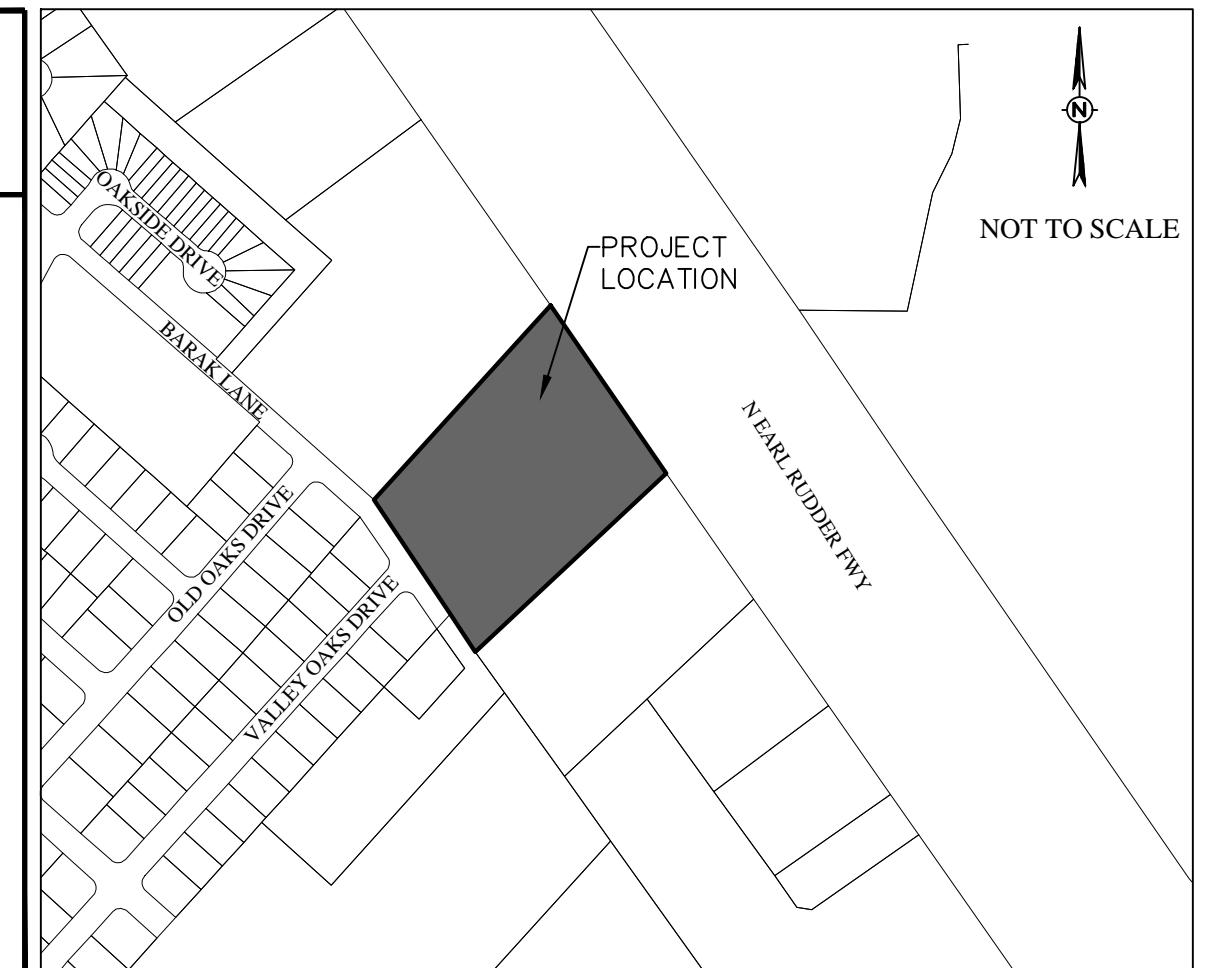 N
NOT TO SCALE
OAKSIDE DRIVE
PROJECT
LOCATION
BARAK LANE
N EARL RUDDER FWY
OLD OAKS DRIVE
VALLEY OAKS DRIVE